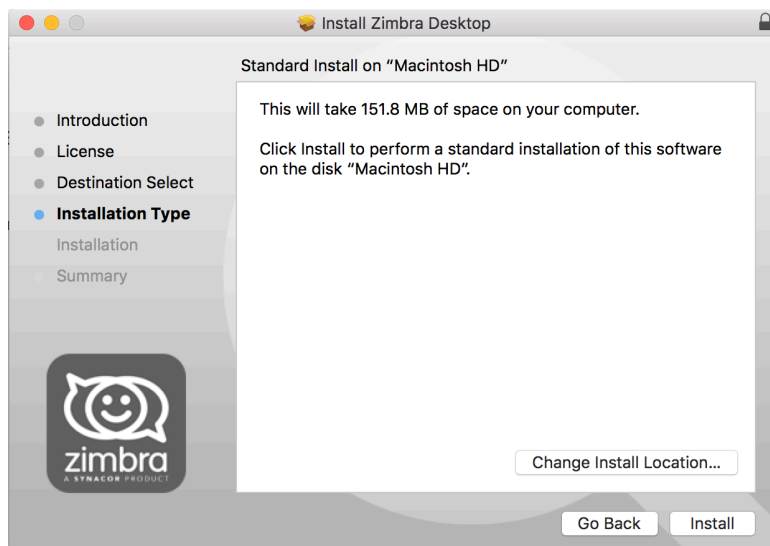 Install Zimbra Desktop
Standard Install on “Macintosh HD”
Introduction
License
Destination Select
Installation Type
Installation
Summary
This will take 151.8 MB of space on your computer.
Click Install to perform a standard installation of this software
on the disk “Macintosh HD”.
zimbra
A SYNACOR PRODUCT
Change Install Location...
Go Back
Install